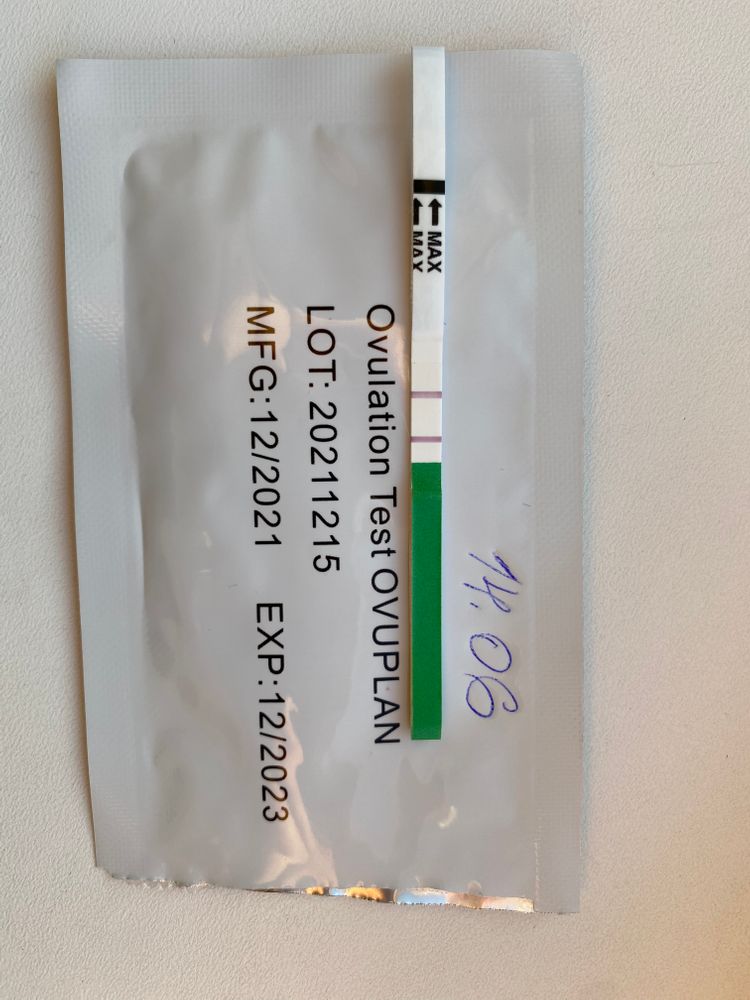 MAX
MAX
14.06
Ovulation Test OVUPLAN
LOT: 20211215
MFG:12/2021 EXP:12/2023